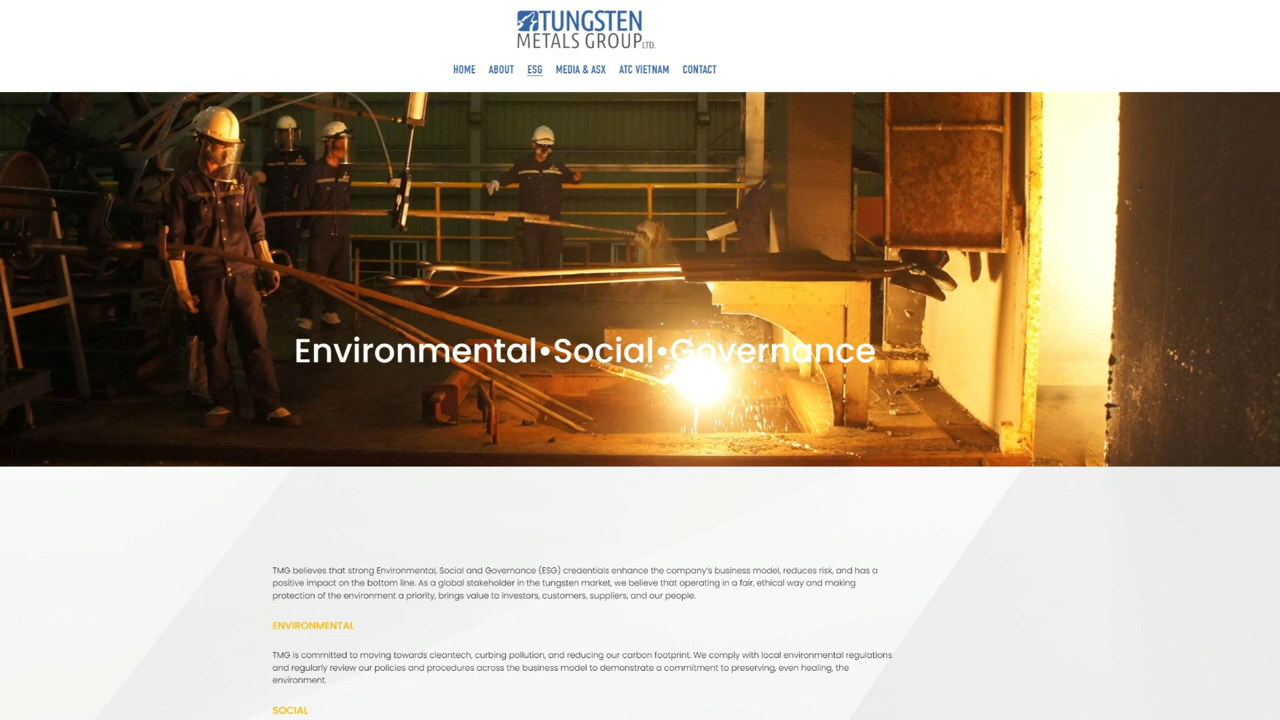 TUNGSTEN
METALS GROUP LTD.
HOME ABOUT ESG MEDIA & ASX ATC VIETNAM CONTACT
Environmental•Social•Governance
TMG believes that strong Environmental, Social and Governance (ESG) credentials enhance the company's business model, reduces risk, and has a
positive impact on the bottom line. As a global stakeholder in the tungsten market, we believe that operating in a fair, ethical way and making
protection of the environment a priority, brings value to investors, customers, suppliers, and our people.
ENVIRONMENTAL
TMG is committed to moving towards cleantech, curbing pollution, and reducing our carbon footprint. We comply with local environmental regulations
and regularly review our policies and procedures across the business model to demonstrate a commitment to preserving, even healing, the
environment.
SOCIAL